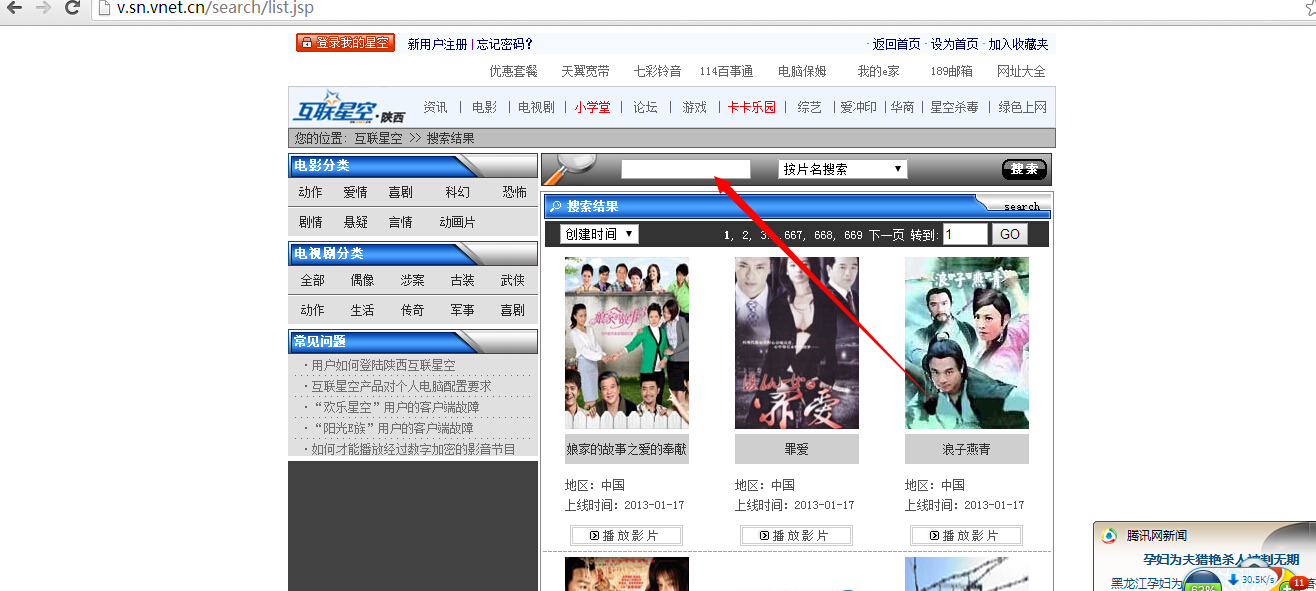 v.sn.vnet.cn/search/list.jsp
登录我的星空 新用户注册 | 忘记密码? · 返回首页 · 设为首页 · 加入收藏夹
优惠套餐 天翼宽带 七彩铃音 114百事通 电脑保姆 我的e家 189邮箱 网址大全
互联星空·陕西 资讯 | 电影 | 电视剧 | 小学堂 | 论坛 | 游戏 | 卡卡乐园 | 综艺 | 爱冲印 | 华商 | 星空杀毒 | 绿色上网
您的位置: 互联星空 >> 搜索结果
电影分类
动作 爱情 喜剧 科幻 恐怖
剧情 悬疑 言情 动画片
电视剧分类
全部 偶像 涉案 古装 武侠
动作 生活 传奇 军事 喜剧
常见问题
· 用户如何登陆陕西互联星空
· 互联星空产品对个人电脑配置要求
· “欢乐星空”用户的客户端故障
· “阳光E族”用户的客户端故障
· 如何才能播放经过数字加密的影音节目
按片名搜索 ▼ 搜索
搜索结果 search
创建时间 ▼ 1, 2, 3... 667, 668, 669 下一页 转到: 1 GO
浪子燕青
娘家的故事之爱的奉献 罪爱 浪子燕青
地区: 中国 地区: 中国 地区: 中国
上线时间: 2013-01-17 上线时间: 2013-01-17 上线时间: 2013-01-17
播放影片 播放影片 播放影片
腾讯网新闻
孕妇为夫猎艳杀人被判无期
黑龙江孕妇为
30.5K/s
11